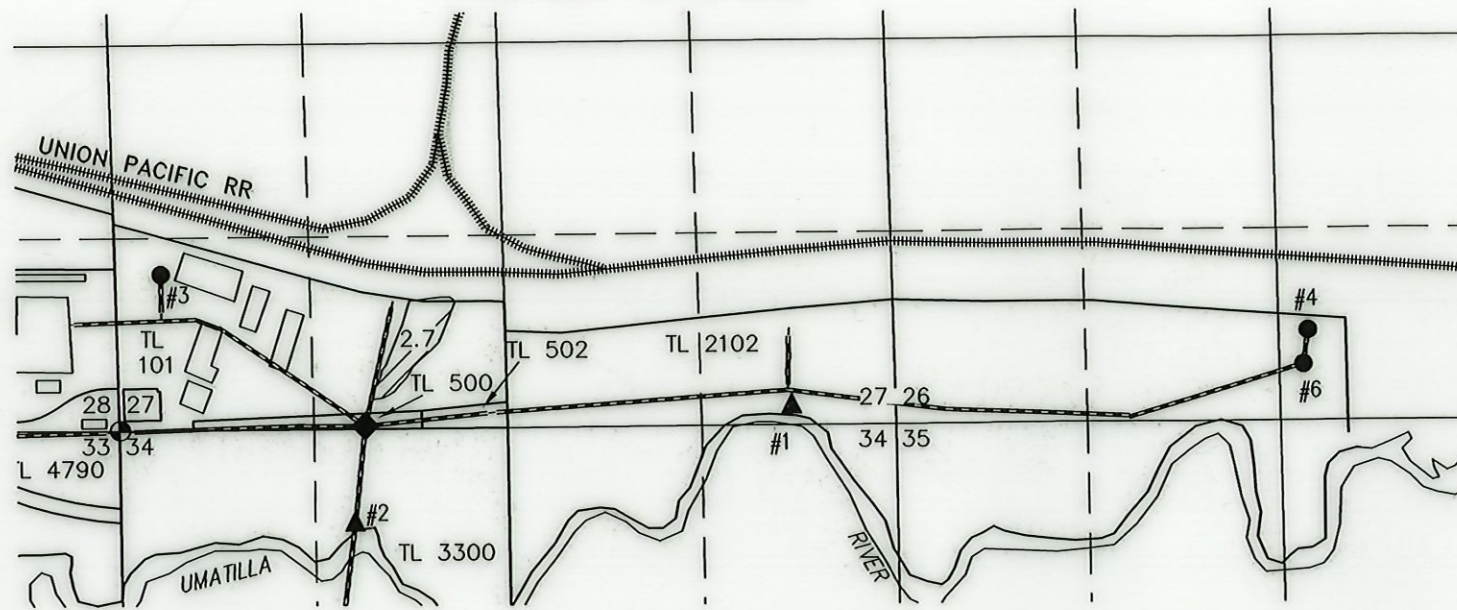 UNION PACIFIC RR
#3
#4
TL
101
2.7
TL 502
TL 2102
#6
TL 500
28 27
27 26
33 34
#1
34 35
L 4790
#2
TL 3300
UMATILLA
RIVER